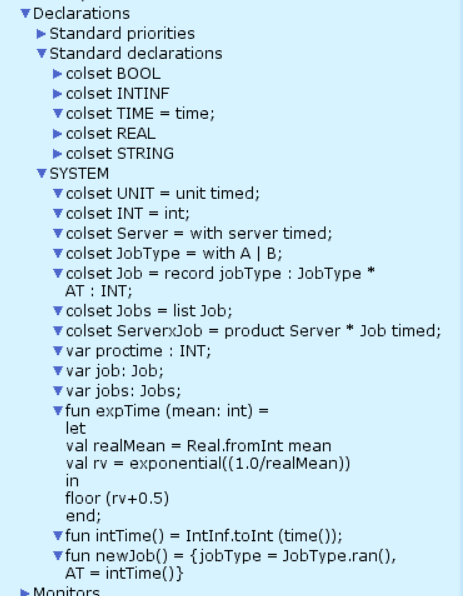 Declarations
Standard priorities
Standard declarations
colset BOOL
colset INTINF
colset TIME = time;
colset REAL
colset STRING
SYSTEM
colset UNIT = unit timed;
colset INT = int;
colset Server = with server timed;
colset JobType = with A | B;
colset Job = record jobType : JobType *
AT : INT;
colset Jobs = list Job;
colset ServerxJob = product Server * Job timed;
var proctime : INT;
var job: Job;
var jobs: Jobs;
fun expTime (mean: int) =
let
val realMean = Real.fromInt mean
val rv = exponential((1.0/realMean))
in
floor (rv+0.5)
end;
fun intTime() = IntInf.toInt (time());
fun newJob() = {jobType = JobType.ran(),
AT = intTime()}
Monitors